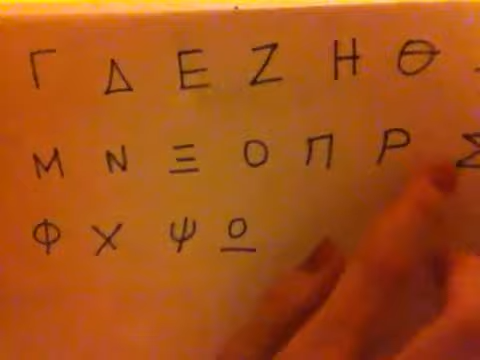 Γ Δ Ε Ζ Η Θ
Μ Ν Ξ Ο Π Ρ Σ
Φ Χ Ψ Ω